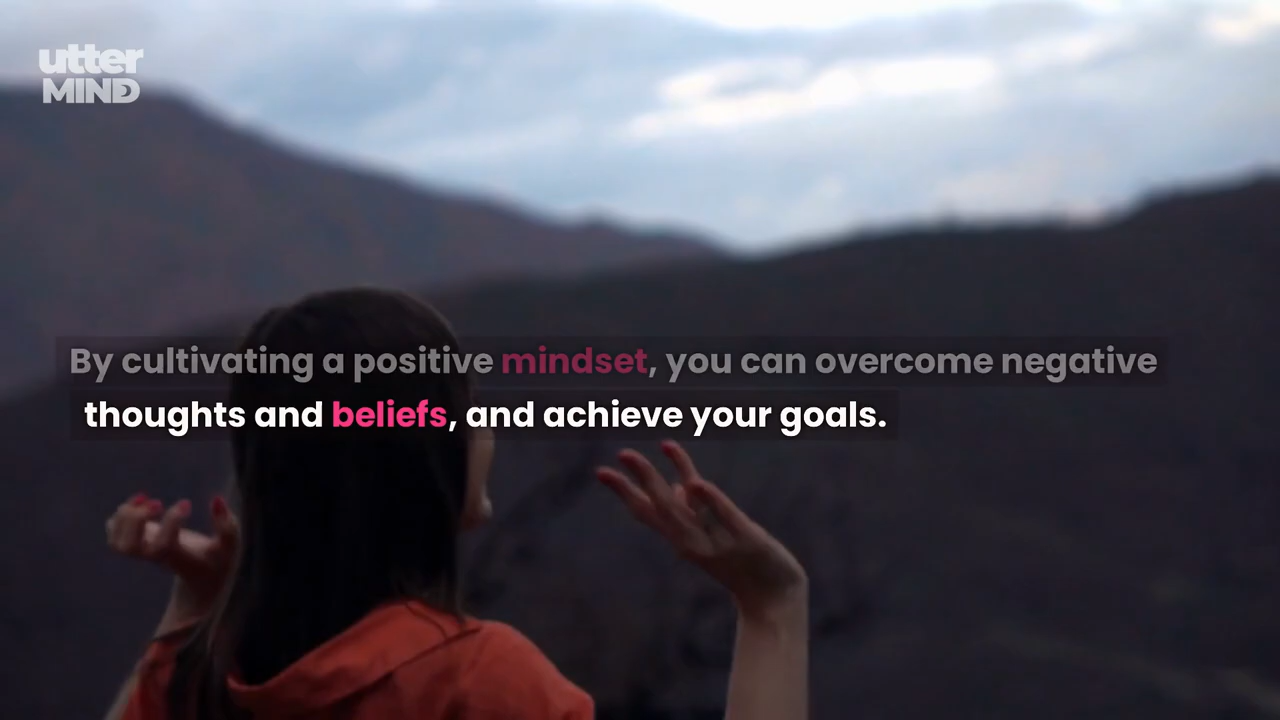 utter
MIND
By cultivating a positive mindset, you can overcome negative
thoughts and beliefs, and achieve your goals.